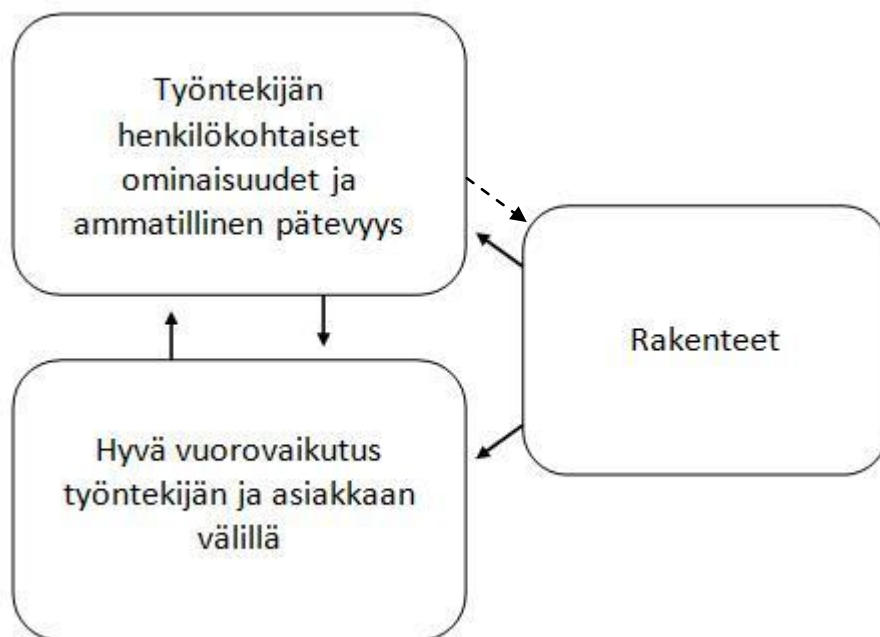 Työntekijän
henkilökohtaiset
ominaisuudet ja
ammatillinen pätevyys
Rakenteet
Hyvä vuorovaikutus
työntekijän ja asiakkaan
välillä